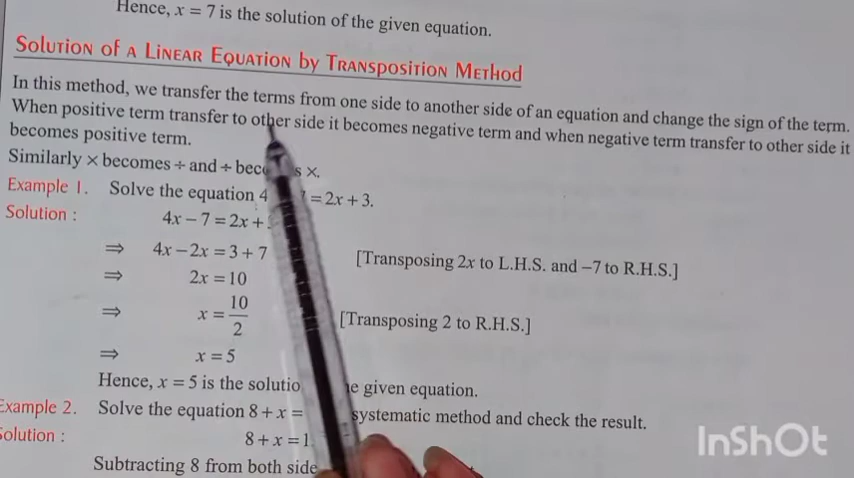 Hence, x = 7 is the solution of the given equation.
Solution of a Linear Equation by Transposition Method
In this method, we transfer the terms from one side to another side of an equation and change the sign of the term.
When positive term transfer to other side it becomes negative term and when negative term transfer to other side it
becomes positive term.
Similarly × becomes ÷ and ÷ bec s ×.
Example 1. Solve the equation 4 7 = 2x + 3.
Solution : 4x – 7 = 2x +
⇒ 4x – 2x = 3 + 7 [Transposing 2x to L.H.S. and –7 to R.H.S.]
⇒ 2x = 10
⇒ x = 10/2 [Transposing 2 to R.H.S.]
⇒ x = 5
Hence, x = 5 is the solutio e given equation.
Example 2. Solve the equation 8 + x = systematic method and check the result.
Solution : 8 + x = 1
Subtracting 8 from both side
InShOt